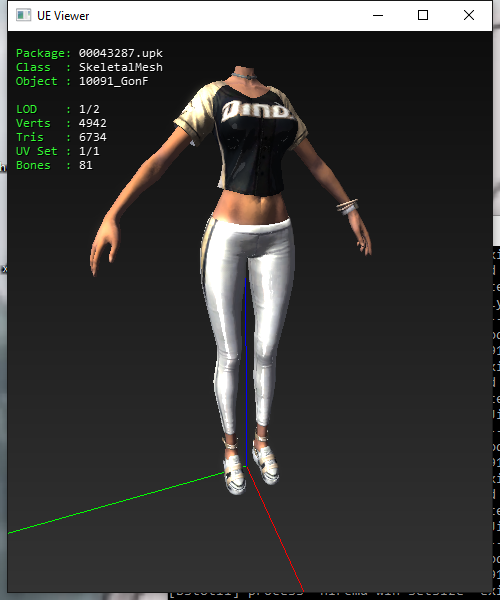 UE Viewer
Package: 00043287.upk
Class : SkeletalMesh
Object : 10091_GonF
LOD : 1/2
Verts : 4942
Tris : 6734
UV Set : 1/1
Bones : 81
Dino